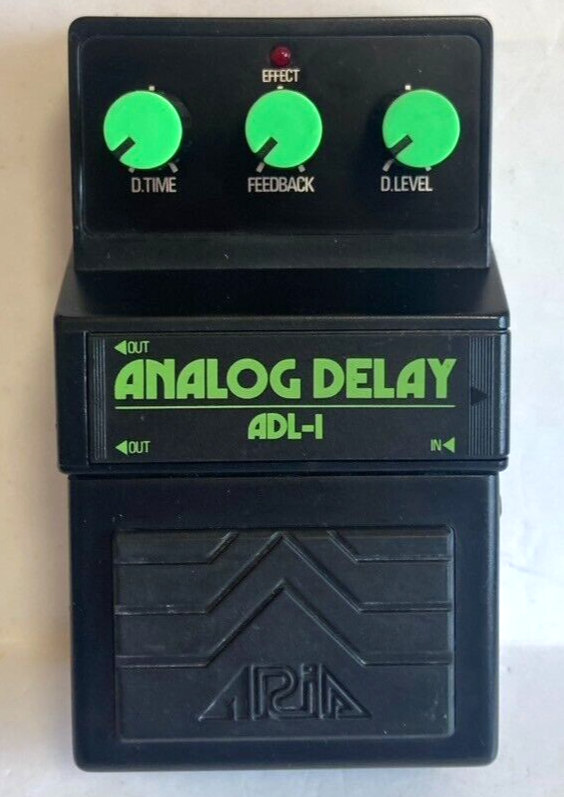 EFFECT
D.TIME FEEDBACK D.LEVEL
OUT
ANALOG DELAY
ADL-1
OUT IN
ARIA